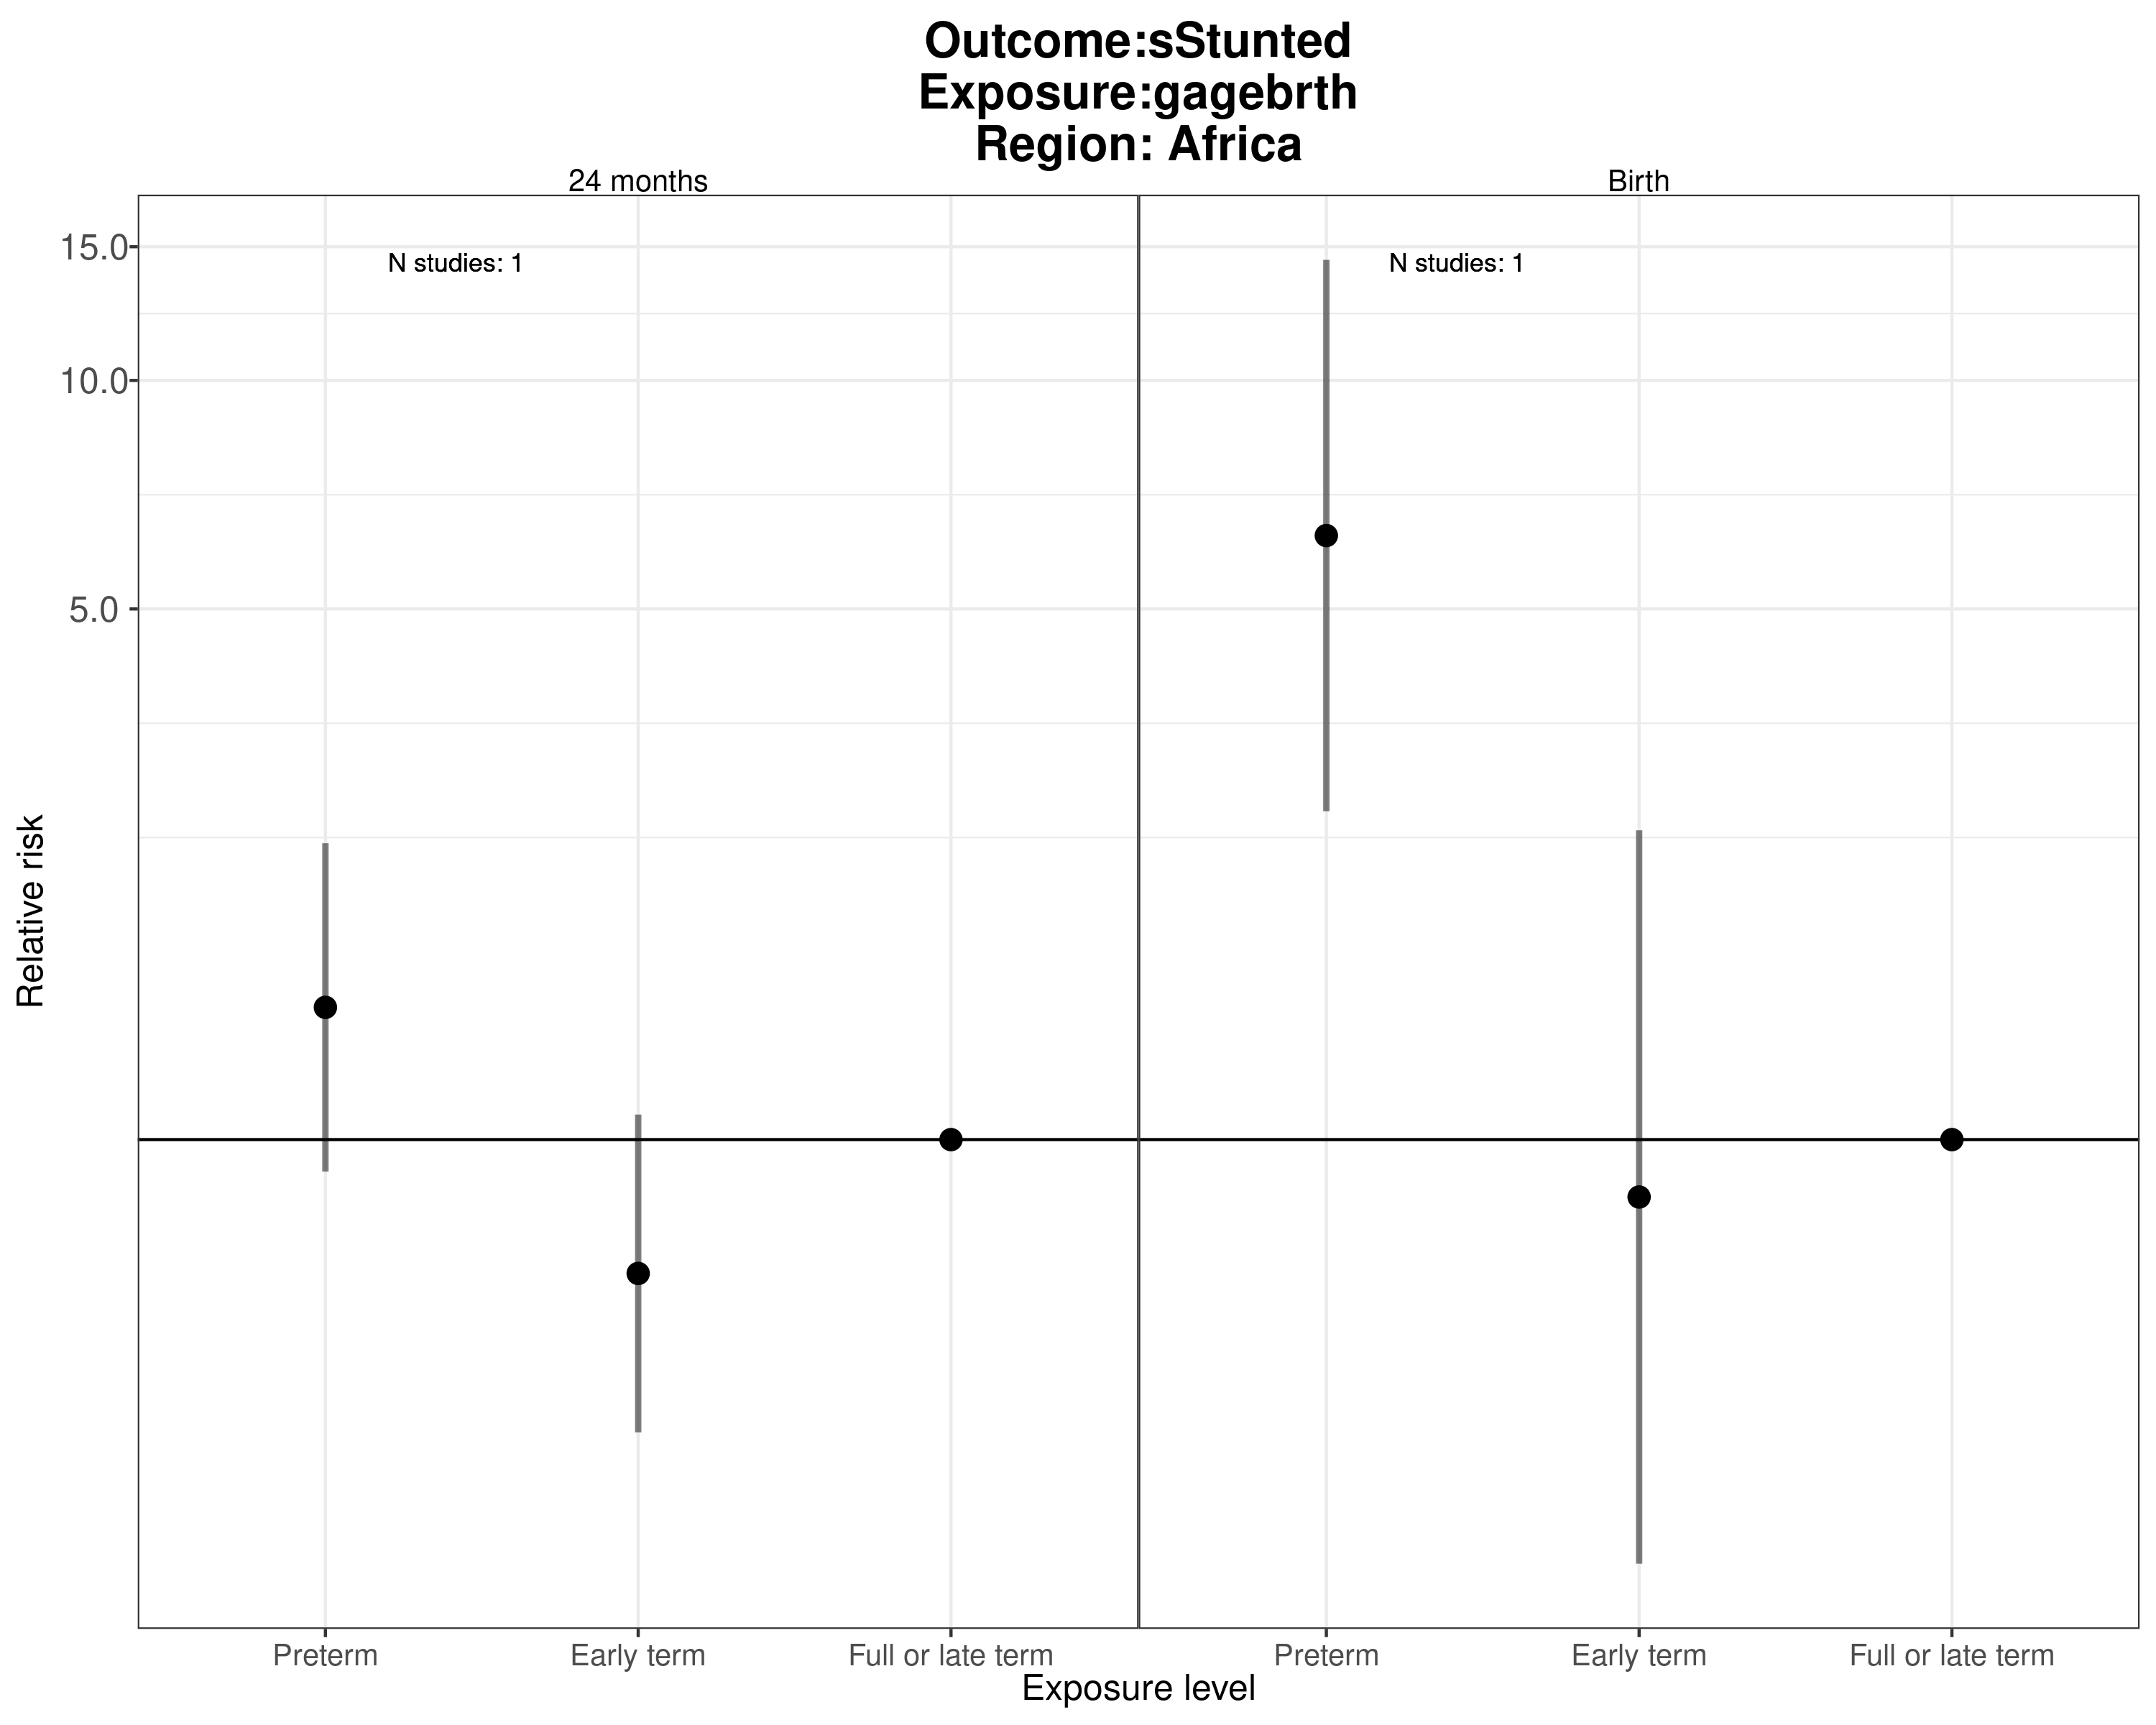 Outcome:sStunted
Exposure:gagebrth
Region: Africa
24 months
Birth
15.0
10.0
5.0
N studies: 1
N studies: 1
Relative risk
Preterm
Early term
Full or late term
Preterm
Early term
Full or late term
Exposure level